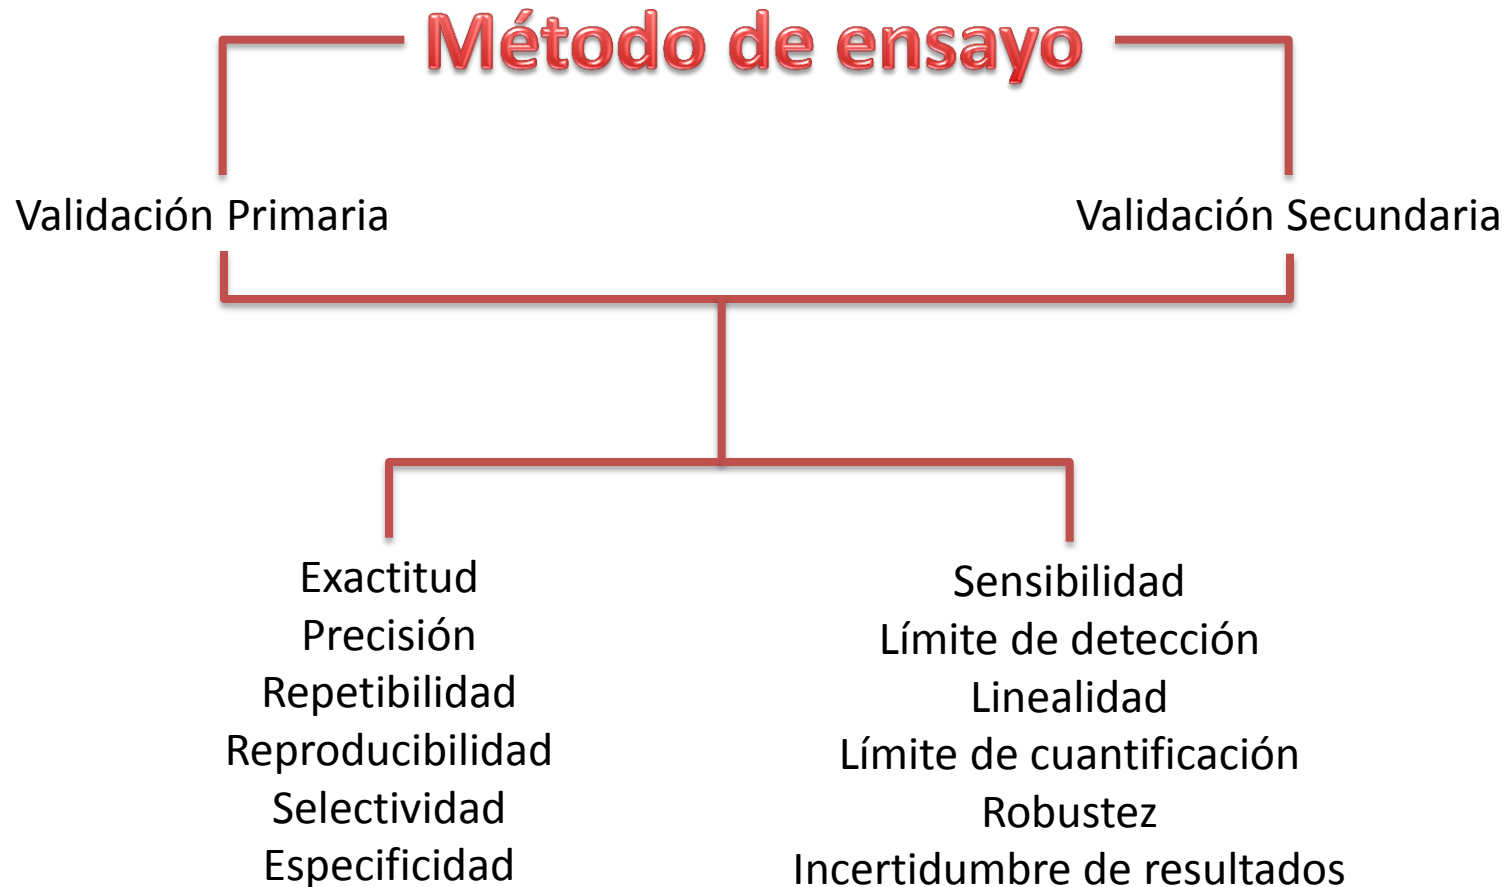 Método de ensayo
Validación Primaria
Validación Secundaria
Exactitud
Precisión
Repetibilidad
Reproducibilidad
Selectividad
Especificidad
Sensibilidad
Límite de detección
Linealidad
Límite de cuantificación
Robustez
Incertidumbre de resultados